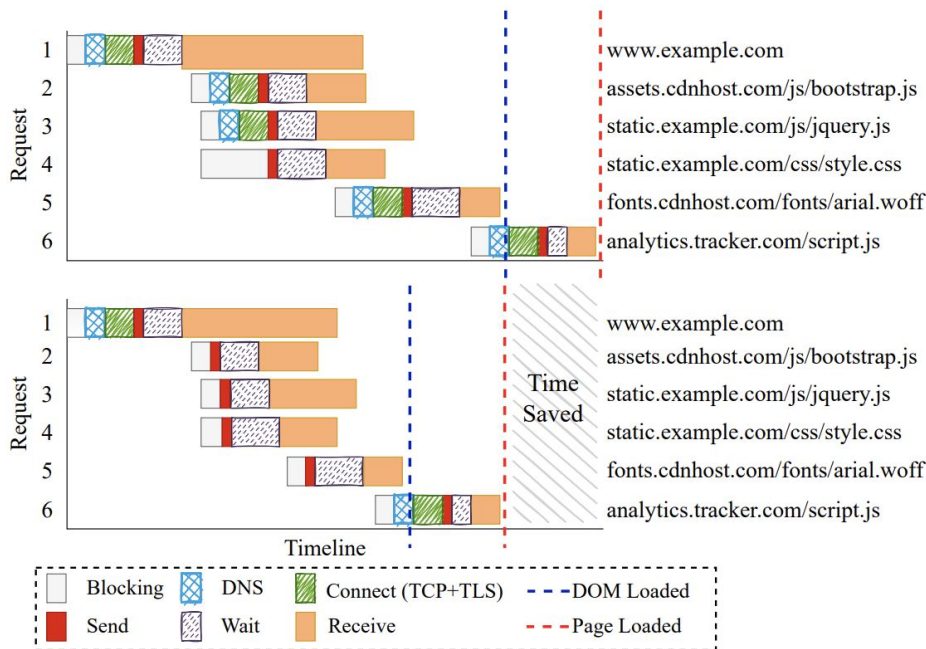 1 www.example.com
2 assets.cdnhost.com/js/bootstrap.js
3 static.example.com/js/jquery.js
4 static.example.com/css/style.css
5 fonts.cdnhost.com/fonts/arial.woff
6 analytics.tracker.com/script.js
Request
1 www.example.com
2 assets.cdnhost.com/js/bootstrap.js
3 static.example.com/js/jquery.js
4 static.example.com/css/style.css
5 fonts.cdnhost.com/fonts/arial.woff
6 analytics.tracker.com/script.js
Request
Time
Saved
Timeline
Blocking DNS Connect (TCP+TLS) DOM Loaded
Send Wait Receive Page Loaded